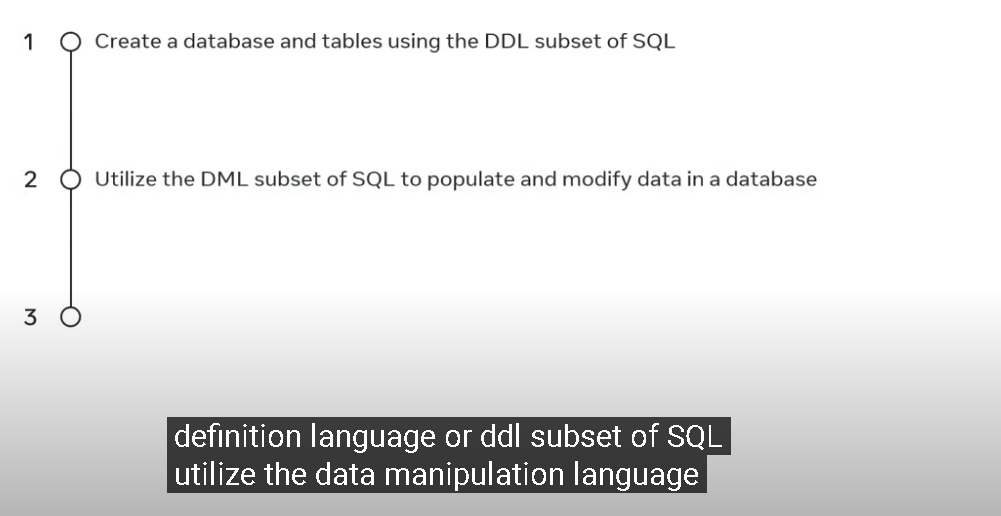 1 Create a database and tables using the DDL subset of SQL
2 Utilize the DML subset of SQL to populate and modify data in a database
3
definition language or ddl subset of SQL
utilize the data manipulation language